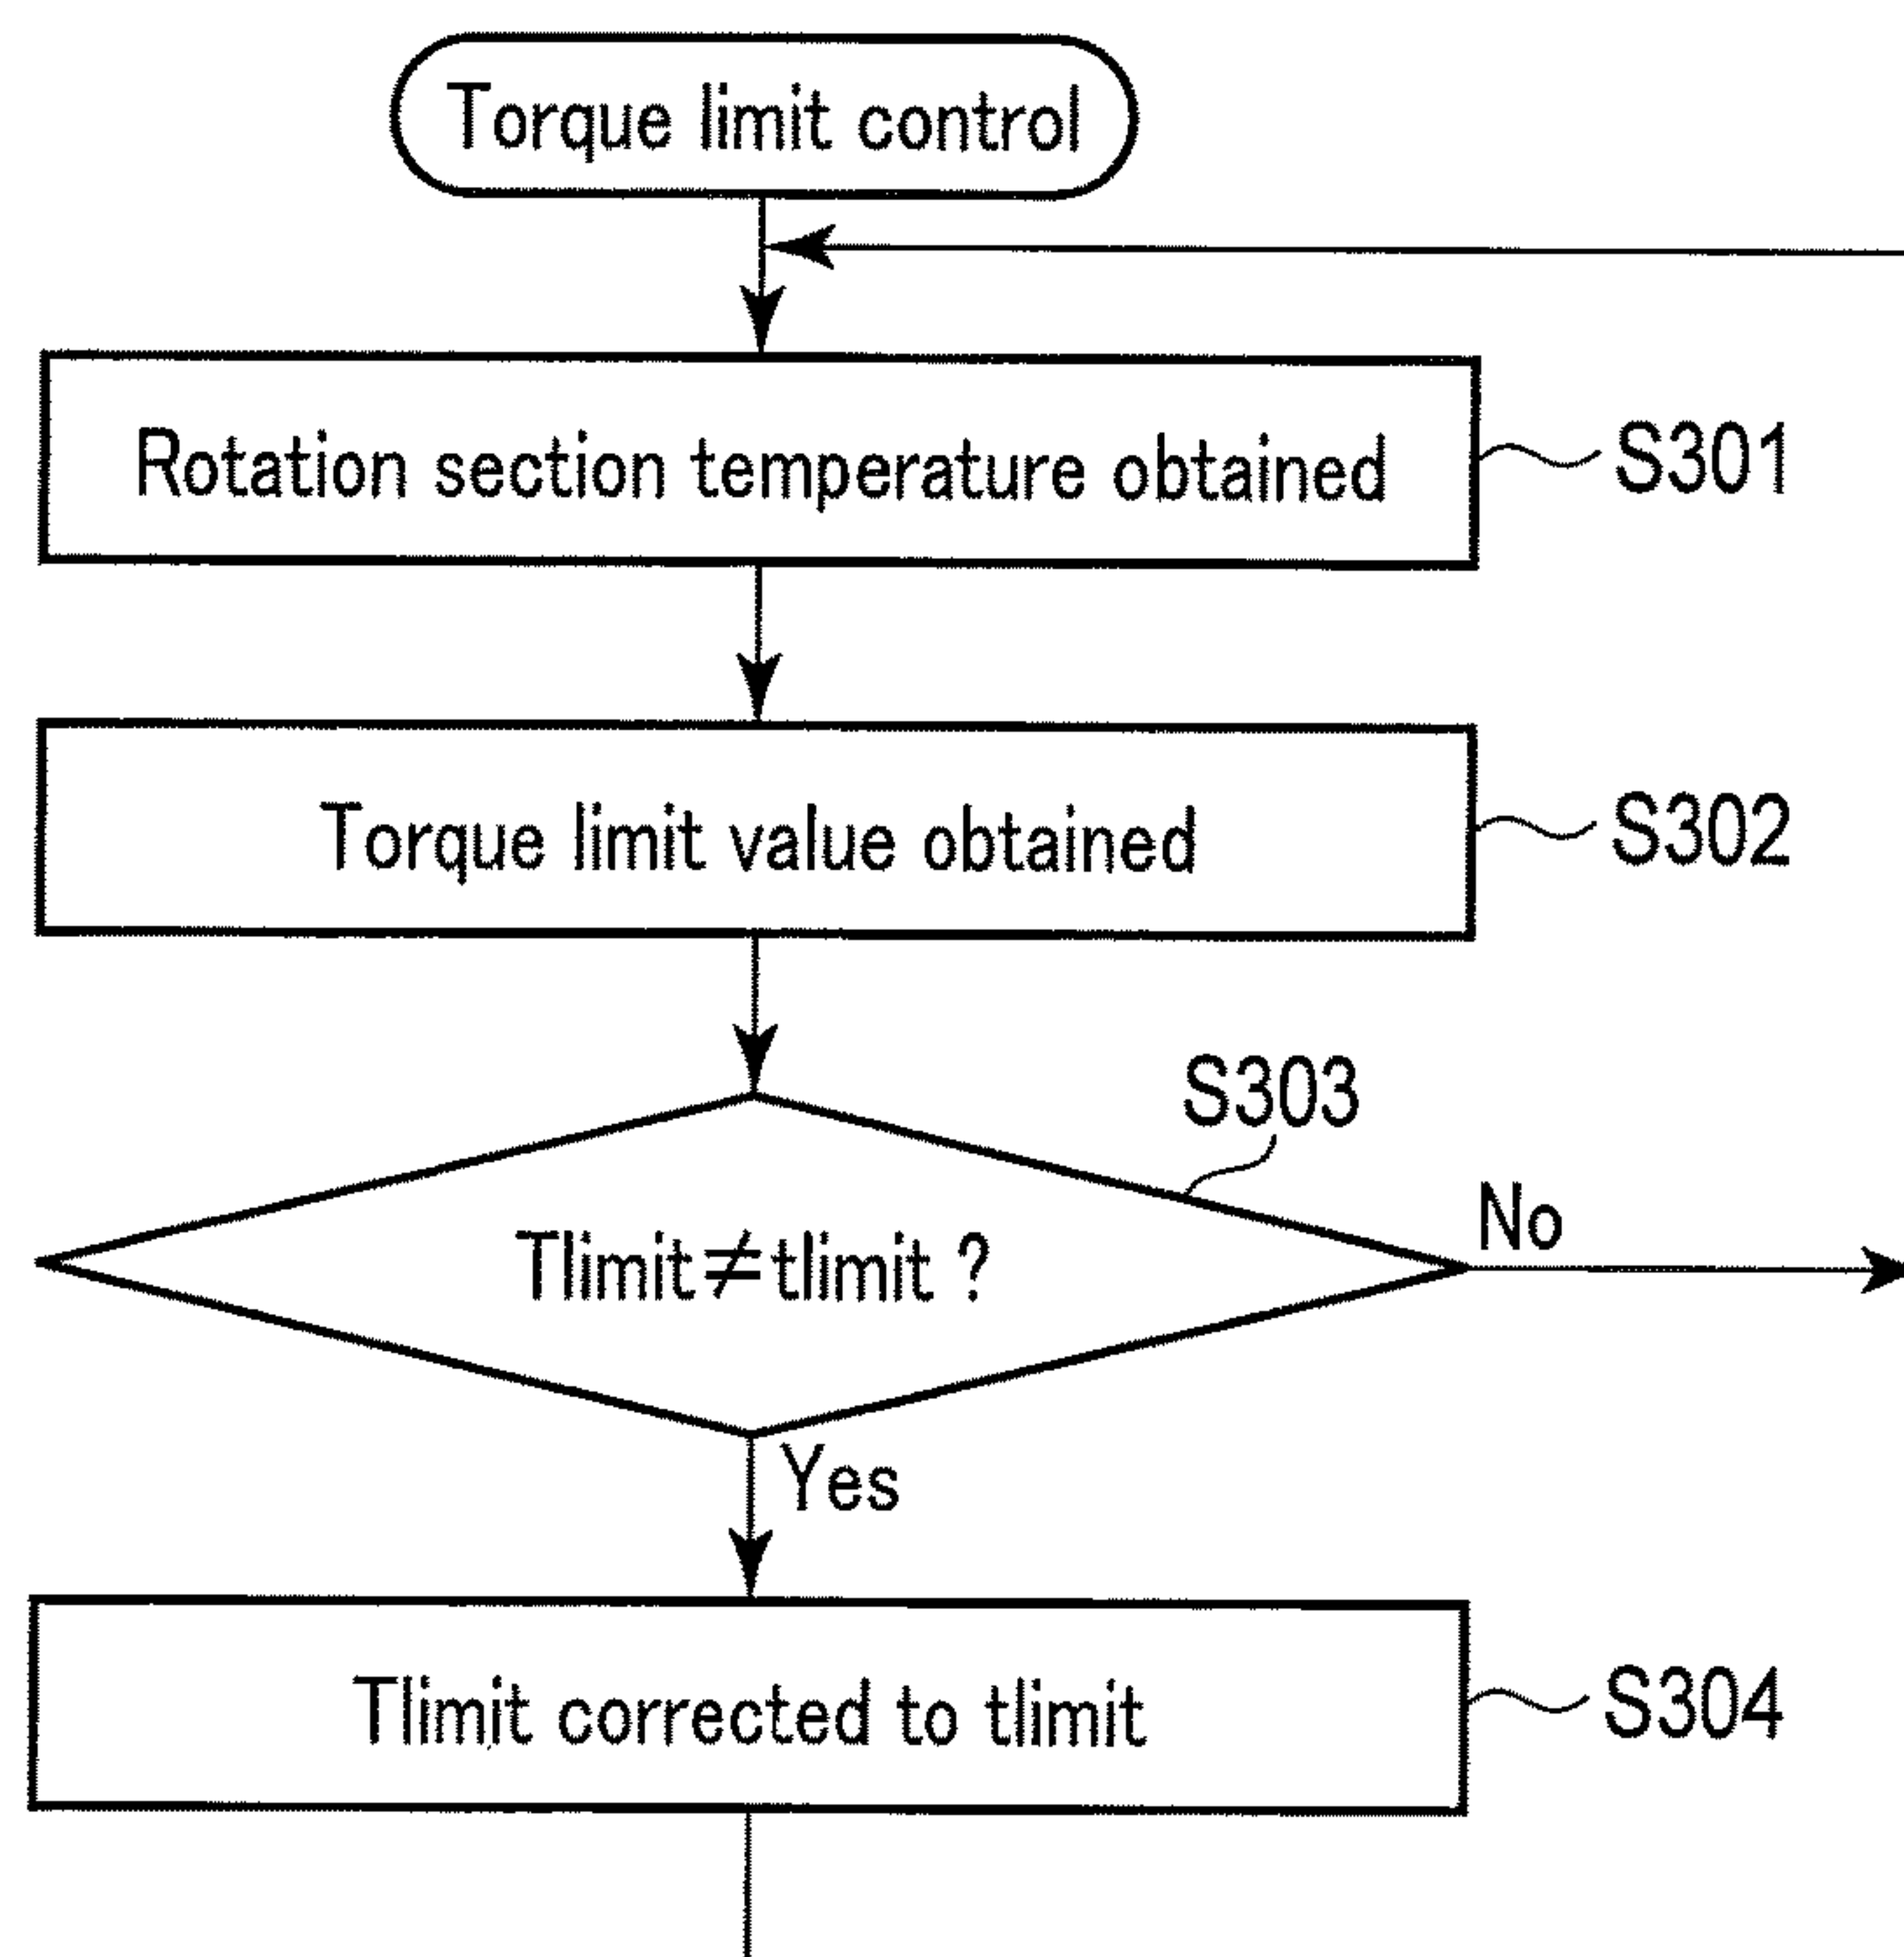 Torque limit control
Rotation section temperature obtained
S301
Torque limit value obtained
S302
S303
Tlimit≠tlimit ?
No
Yes
Tlimit corrected to tlimit
S304